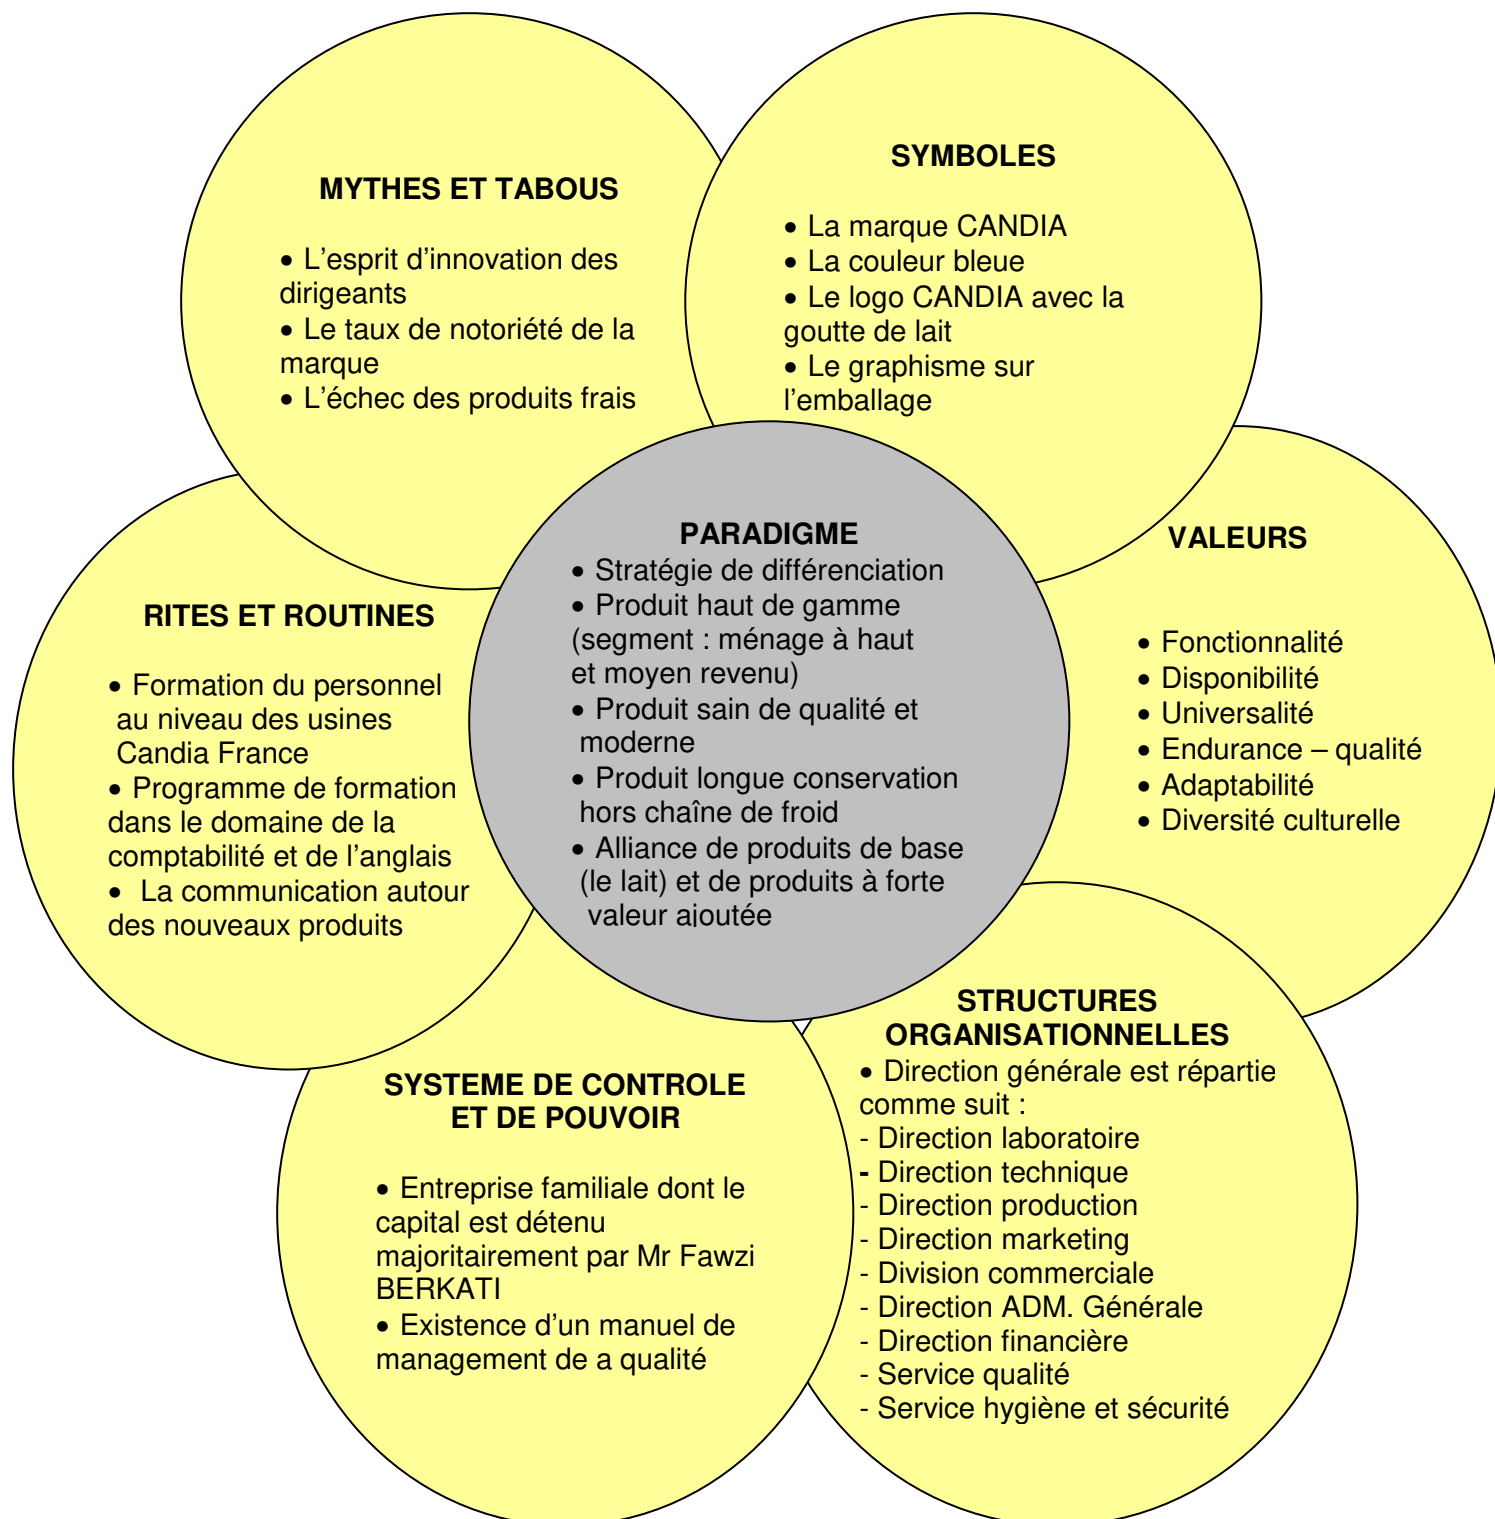 MYTHES ET TABOUS
• L’esprit d'innovation des
dirigeants
• Le taux de notoriété de la
marque
• L’échec des produits frais
SYMBOLES
• La marque CANDIA
• La couleur bleue
• Le logo CANDIA avec la
goutte de lait
• Le graphisme sur
l’emballage
PARADIGME
• Stratégie de différenciation
• Produit haut de gamme
(segment : ménage à haut
et moyen revenu)
• Produit sain de qualité et
moderne
• Produit longue conservation
hors chaîne de froid
• Alliance de produits de base
(le lait) et de produits à forte
valeur ajoutée
VALEURS
• Fonctionnalité
• Disponibilité
• Universalité
• Endurance – qualité
• Adaptabilité
• Diversité culturelle
RITES ET ROUTINES
• Formation du personnel
au niveau des usines
Candia France
• Programme de formation
dans le domaine de la
comptabilité et de l’anglais
• La communication autour
des nouveaux produits
SYSTEME DE CONTROLE
ET DE POUVOIR
• Entreprise familiale dont le
capital est détenu
majoritairement par Mr Fawzi
BERKATI
• Existence d’un manuel de
management de a qualité
STRUCTURES
ORGANISATIONNELLES
• Direction générale est répartie
comme suit :
- Direction laboratoire
- Direction technique
- Direction production
- Direction marketing
- Division commerciale
- Direction ADM. Générale
- Direction financière
- Service qualité
- Service hygiène et sécurité